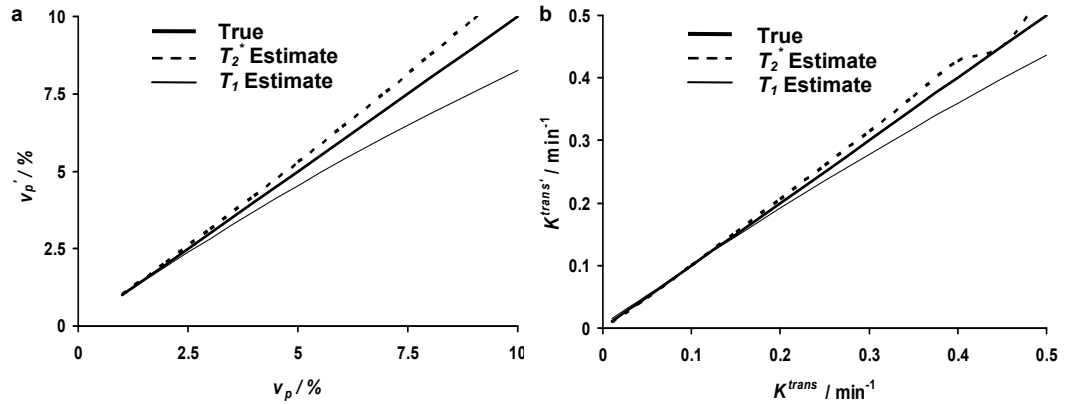 a
10
7.5
5
2.5
0
0
2.5
5
7.5
10
vp' / %
vp / %
True
T2* Estimate
T1 Estimate
b
0.5
0.4
0.3
0.2
0.1
0
0
0.1
0.2
0.3
0.4
0.5
Ktrans' / min-1
Ktrans / min-1
True
T2* Estimate
T1 Estimate